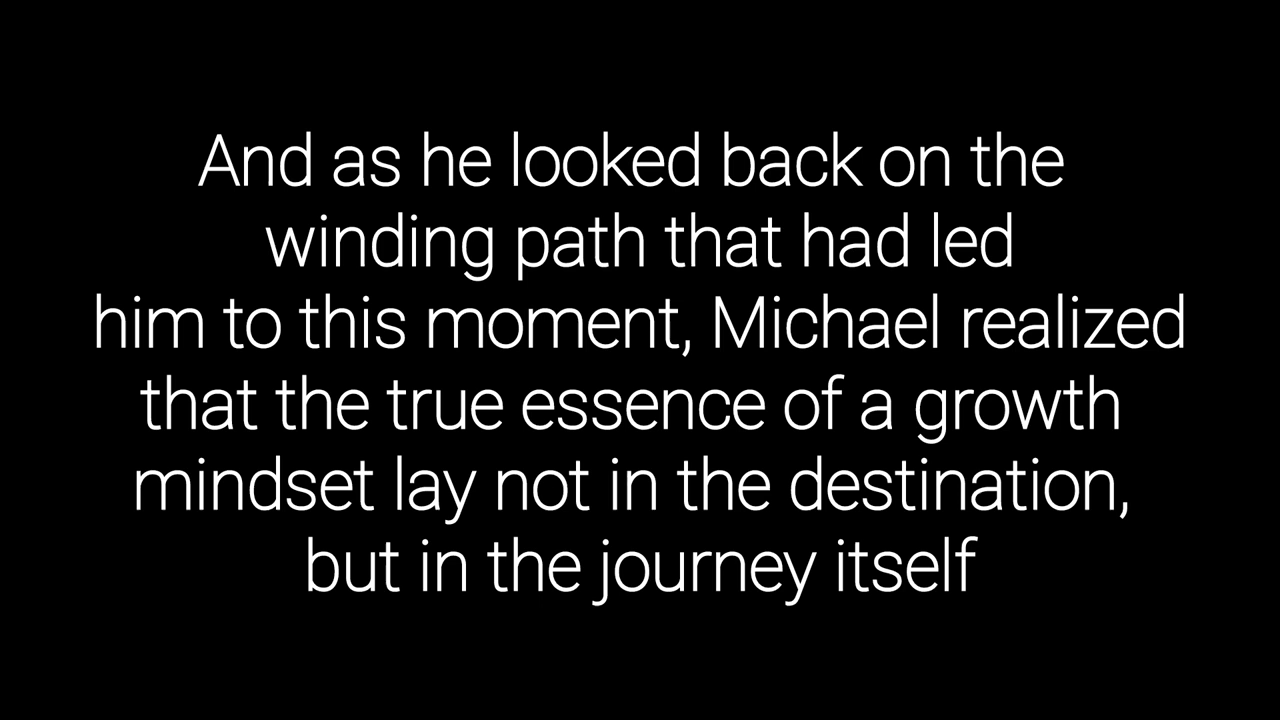 And as he looked back on the
winding path that had led
him to this moment, Michael realized
that the true essence of a growth
mindset lay not in the destination,
but in the journey itself